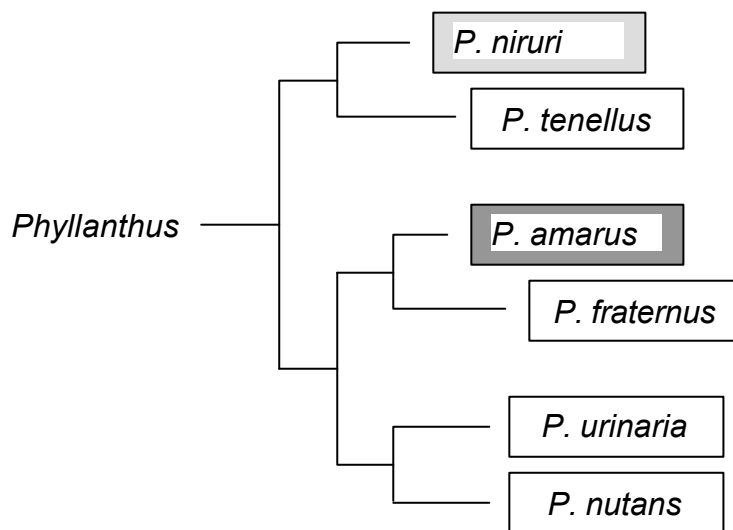 P. niruri
P. tenellus
Phyllanthus
P. amarus
P. fraternus
P. urinaria
P. nutans